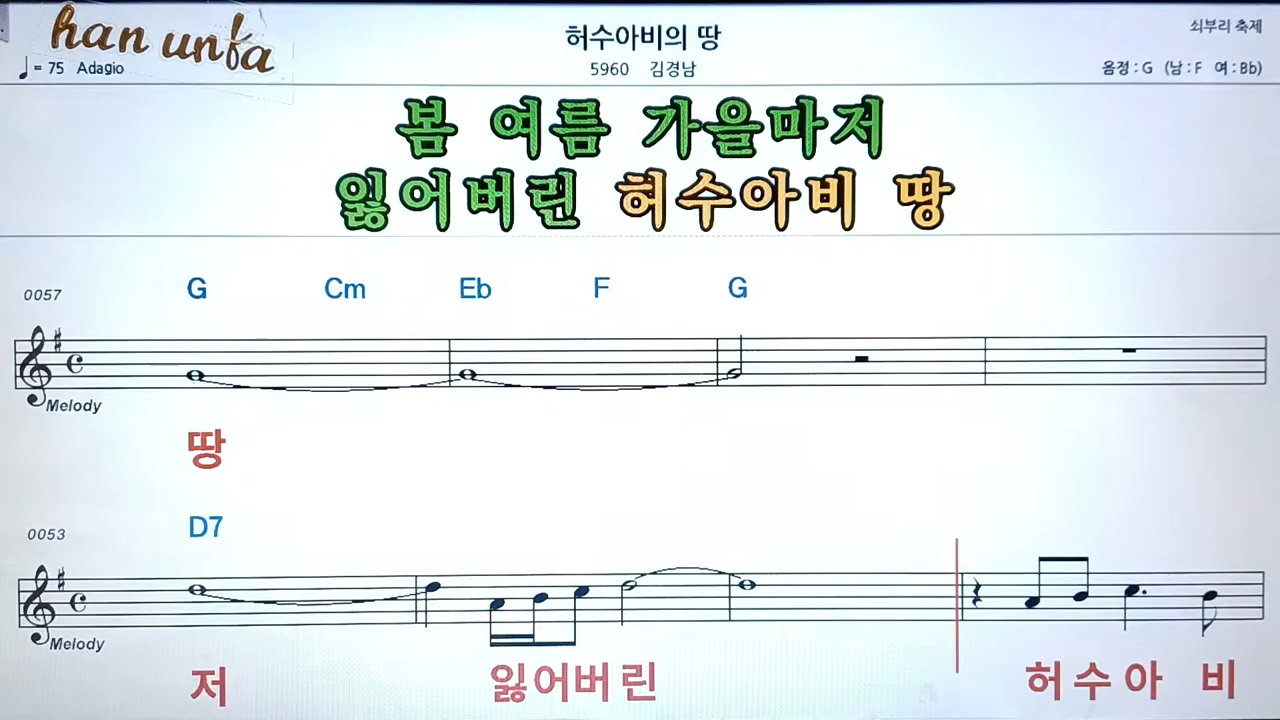 han unfa
허수아비의 땅
쇠부리 축제
♩= 75 Adagio
5960 김경남
음정 : G (남 : F 여 : Bb)
봄 여름 가을마저
잃어버린 허수아비 땅
G Cm Eb F G
0057
Melody
땅
D7
0053
Melody
저 잃어버린 허수아 비